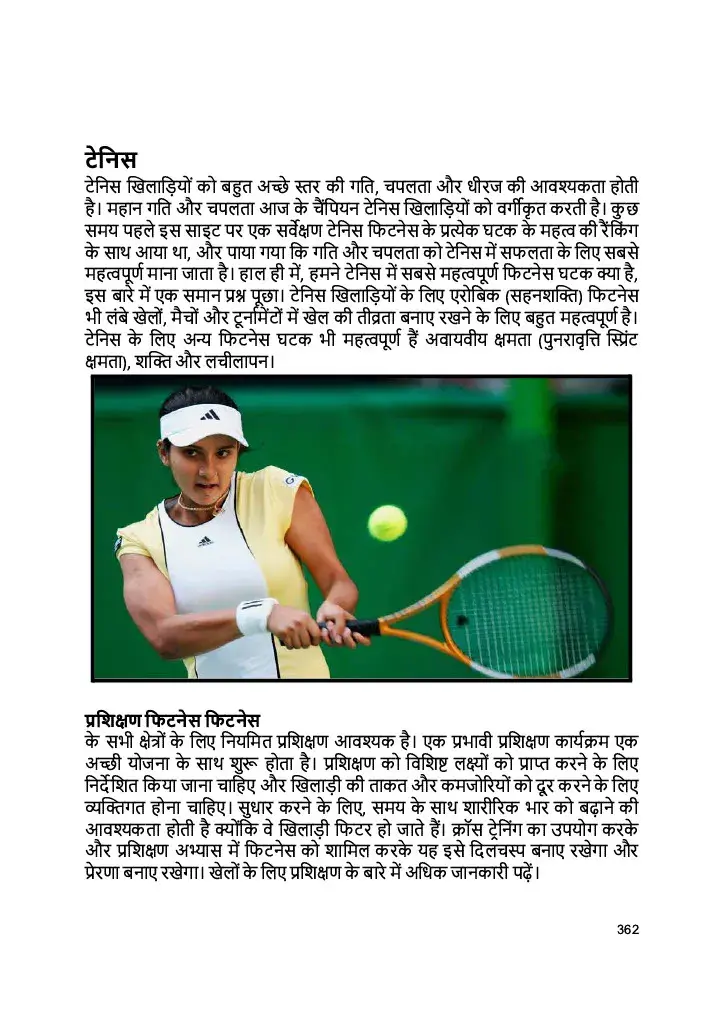 टेनिस
टेनिस खिलाड़ियों को बहुत अच्छे स्तर की गति, चपलता और धीरज की आवश्यकता होती
है। महान गति और चपलता आज के चैंपियन टेनिस खिलाड़ियों को वर्गीकृत करती है। कुछ
समय पहले इस साइट पर एक सर्वेक्षण टेनिस फिटनेस के प्रत्येक घटक के महत्व की रैंकिंग
के साथ आया था, और पाया गया कि गति और चपलता को टेनिस में सफलता के लिए सबसे
महत्वपूर्ण माना जाता है। हाल ही में, हमने टेनिस में सबसे महत्वपूर्ण फिटनेस घटक क्या है,
इस बारे में एक समान प्रश्न पूछा। टेनिस खिलाड़ियों के लिए एरोबिक (सहनशक्ति) फिटनेस
भी लंबे खेलों, मैचों और टूर्नामेंटों में खेल की तीव्रता बनाए रखने के लिए बहुत महत्वपूर्ण है।
टेनिस के लिए अन्य फिटनेस घटक भी महत्वपूर्ण हैं अवायवीय क्षमता (पुनरावृत्ति स्प्रिंट
क्षमता), शक्ति और लचीलापन।
adidas
प्रशिक्षण फिटनेस फिटनेस
के सभी क्षेत्रों के लिए नियमित प्रशिक्षण आवश्यक है। एक प्रभावी प्रशिक्षण कार्यक्रम एक
अच्छी योजना के साथ शुरू होता है। प्रशिक्षण को विशिष्ट लक्ष्यों को प्राप्त करने के लिए
निर्देशित किया जाना चाहिए और खिलाड़ी की ताकत और कमजोरियों को दूर करने के लिए
व्यक्तिगत होना चाहिए। सुधार करने के लिए, समय के साथ शारीरिक भार को बढ़ाने की
आवश्यकता होती है क्योंकि वे खिलाड़ी फिटर हो जाते हैं। क्रॉस ट्रेनिंग का उपयोग करके
और प्रशिक्षण अभ्यास में फिटनेस को शामिल करके यह इसे दिलचस्प बनाए रखेगा और
प्रेरणा बनाए रखेगा। खेलों के लिए प्रशिक्षण के बारे में अधिक जानकारी पढ़ें।
362